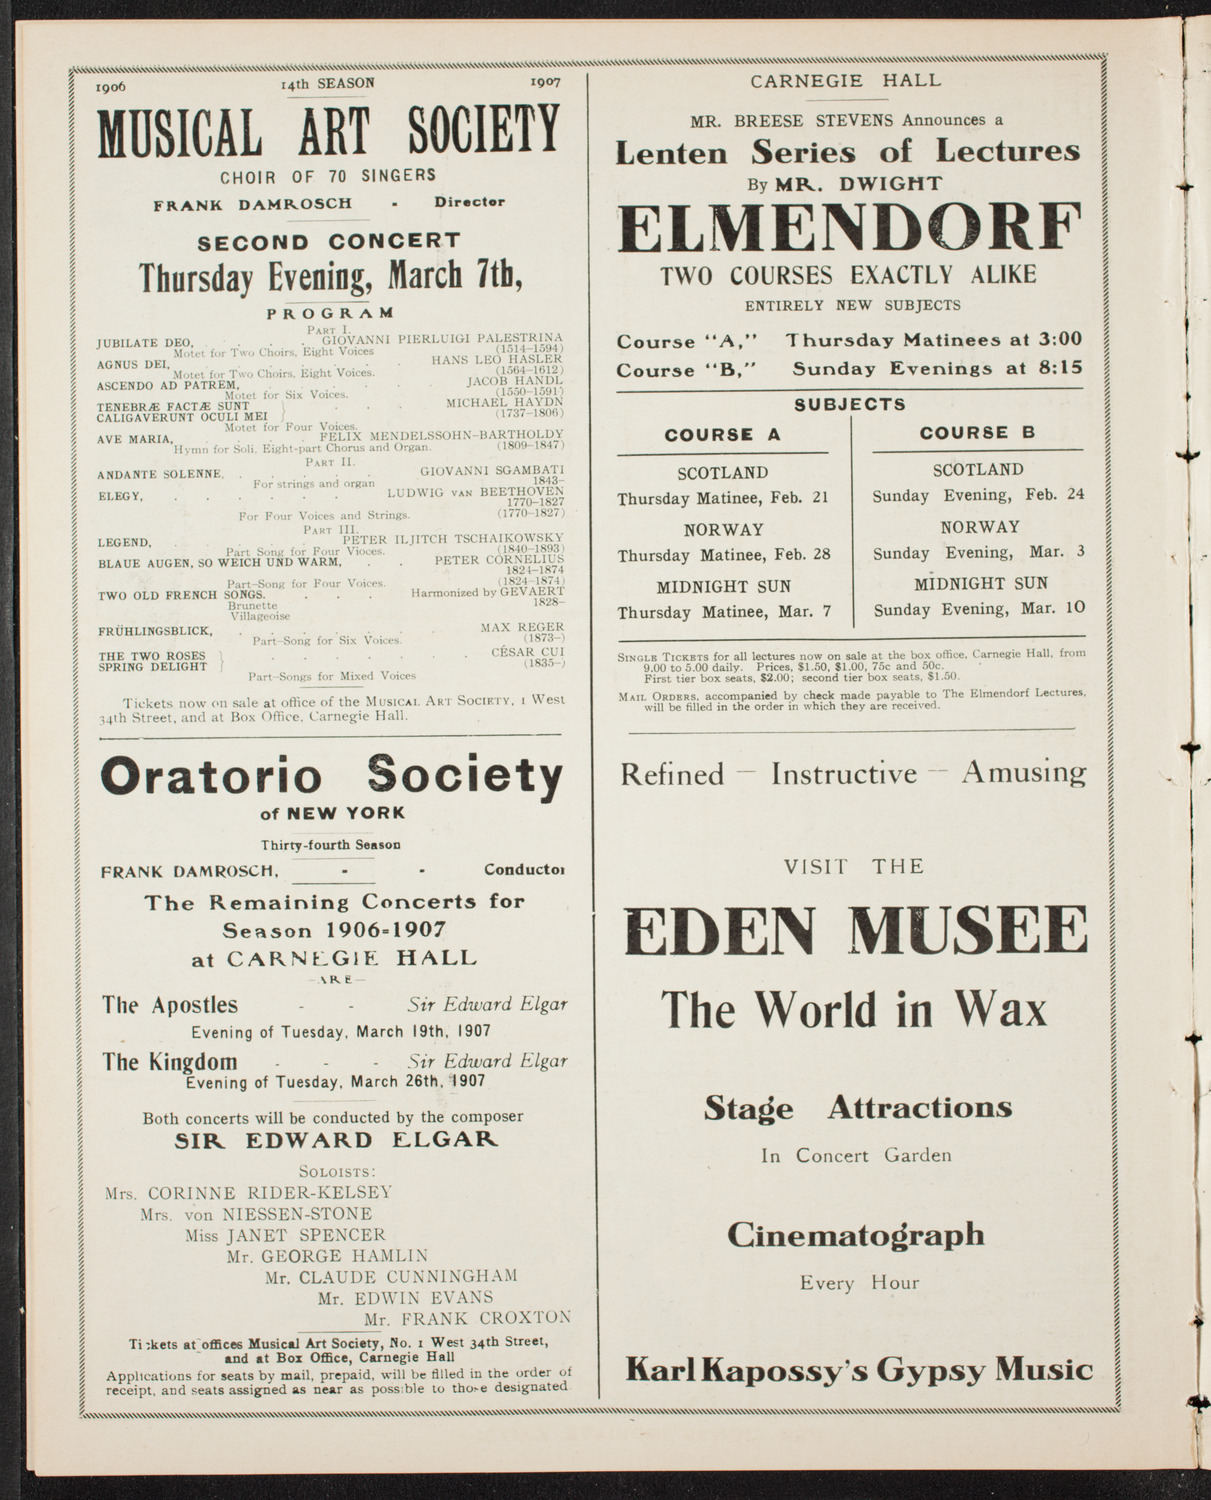 1906 14th SEASON 1907
MUSICAL ART SOCIETY
CHOIR OF 70 SINGERS
FRANK DAMROSCH - Director
SECOND CONCERT
Thursday Evening, March 7th,
PROGRAM
PART I.
JUBILATE DEO, . . . . GIOVANNI PIERLUIGI PALESTRINA
Motet for Two Choirs, Eight Voices (1514-1594)
AGNUS DEI, . . . . . HANS LEO HASLER
Motet for Two Choirs, Eight Voices. (1564-1612)
ASCENDO AD PATREM, . . . . JACOB HANDL
Motet for Six Voices. (1550-1591)
TENEBRÆ FACTÆ SUNT } . . . MICHAEL HAYDN
CALIGAVERUNT OCULI MEI } (1737-1806)
Motet for Four Voices.
AVE MARIA, . . . . FELIX MENDELSSOHN-BARTHOLDY
Hymn for Soli, Eight-part Chorus and Organ. (1809-1847)
PART II.
ANDANTE SOLENNE, . . . . GIOVANNI SGAMBATI
For strings and organ 1843-
ELEGY, . . . . . . LUDWIG VAN BEETHOVEN
1770-1827
For Four Voices and Strings. (1770-1827)
PART III.
LEGEND, . . . . PETER ILJITCH TSCHAIKOWSKY
Part Song for Four Vioces. (1840-1893)
BLAUE AUGEN, SO WEICH UND WARM, . . PETER CORNELIUS
1824-1874
Part-Song for Four Voices. (1824-1874)
TWO OLD FRENCH SONGS. . . . Harmonized by GEVAERT
Brunette 1828-
Villageoise
FRÜHLINGSBLICK, . . . . . MAX REGER
Part-Song for Six Voices. (1873-)
THE TWO ROSES } . . . . . . CÉSAR CUI
SPRING DELIGHT } (1835-)
Part-Songs for Mixed Voices
Tickets now on sale at office of the MUSICAL ART SOCIETY, 1 West
34th Street, and at Box Office, Carnegie Hall.
Oratorio Society
of NEW YORK
Thirty-fourth Season
FRANK DAMROSCH, - - Conductor
The Remaining Concerts for
Season 1906=1907
at CARNEGIE HALL
—ARE—
The Apostles - - Sir Edward Elgar
Evening of Tuesday, March 19th, 1907
The Kingdom - - - Sir Edward Elgar
Evening of Tuesday, March 26th, 1907
Both concerts will be conducted by the composer
SIR EDWARD ELGAR
SOLOISTS:
Mrs. CORINNE RIDER-KELSEY
Mrs. von NIESSEN-STONE
Miss JANET SPENCER
Mr. GEORGE HAMLIN
Mr. CLAUDE CUNNINGHAM
Mr. EDWIN EVANS
Mr. FRANK CROXTON
Tickets at offices Musical Art Society, No. 1 West 34th Street,
and at Box Office, Carnegie Hall
Applications for seats by mail, prepaid, will be filled in the order of
receipt, and seats assigned as near as possible to those designated
CARNEGIE HALL
MR. BREESE STEVENS Announces a
Lenten Series of Lectures
By MR. DWIGHT
ELMENDORF
TWO COURSES EXACTLY ALIKE
ENTIRELY NEW SUBJECTS
Course "A," Thursday Matinees at 3:00
Course "B," Sunday Evenings at 8:15
SUBJECTS
COURSE A
SCOTLAND
Thursday Matinee, Feb. 21
NORWAY
Thursday Matinee, Feb. 28
MIDNIGHT SUN
Thursday Matinee, Mar. 7
COURSE B
SCOTLAND
Sunday Evening, Feb. 24
NORWAY
Sunday Evening, Mar. 3
MIDNIGHT SUN
Sunday Evening, Mar. 10
SINGLE TICKETS for all lectures now on sale at the box office, Carnegie Hall, from
9.00 to 5.00 daily. Prices, $1.50, $1.00, 75c and 50c.
First tier box seats, $2.00; second tier box seats, $1.50.
MAIL ORDERS, accompanied by check made payable to The Elmendorf Lectures,
will be filled in the order in which they are received.
Refined — Instructive — Amusing
VISIT THE
EDEN MUSEE
The World in Wax
Stage Attractions
In Concert Garden
Cinematograph
Every Hour
Karl Kapossy's Gypsy Music